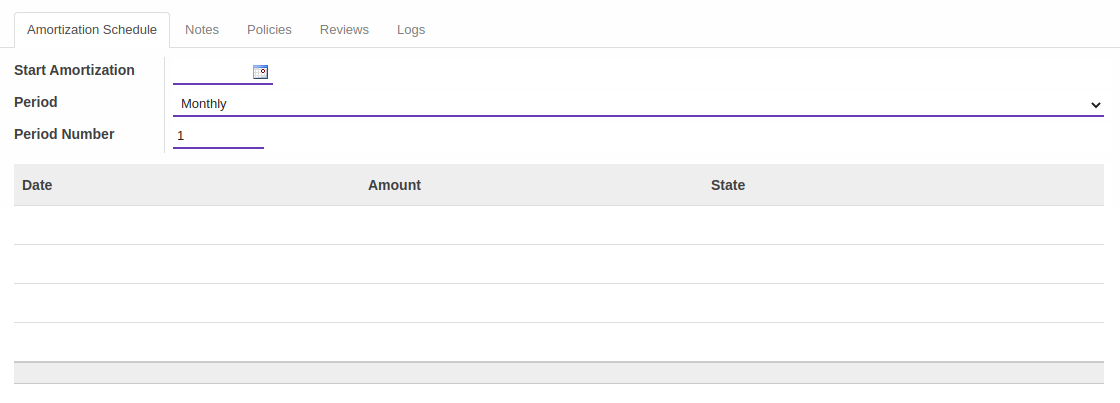 Amortization Schedule Notes Policies Reviews Logs
Start Amortization
Period Monthly
Period Number 1
Date Amount State